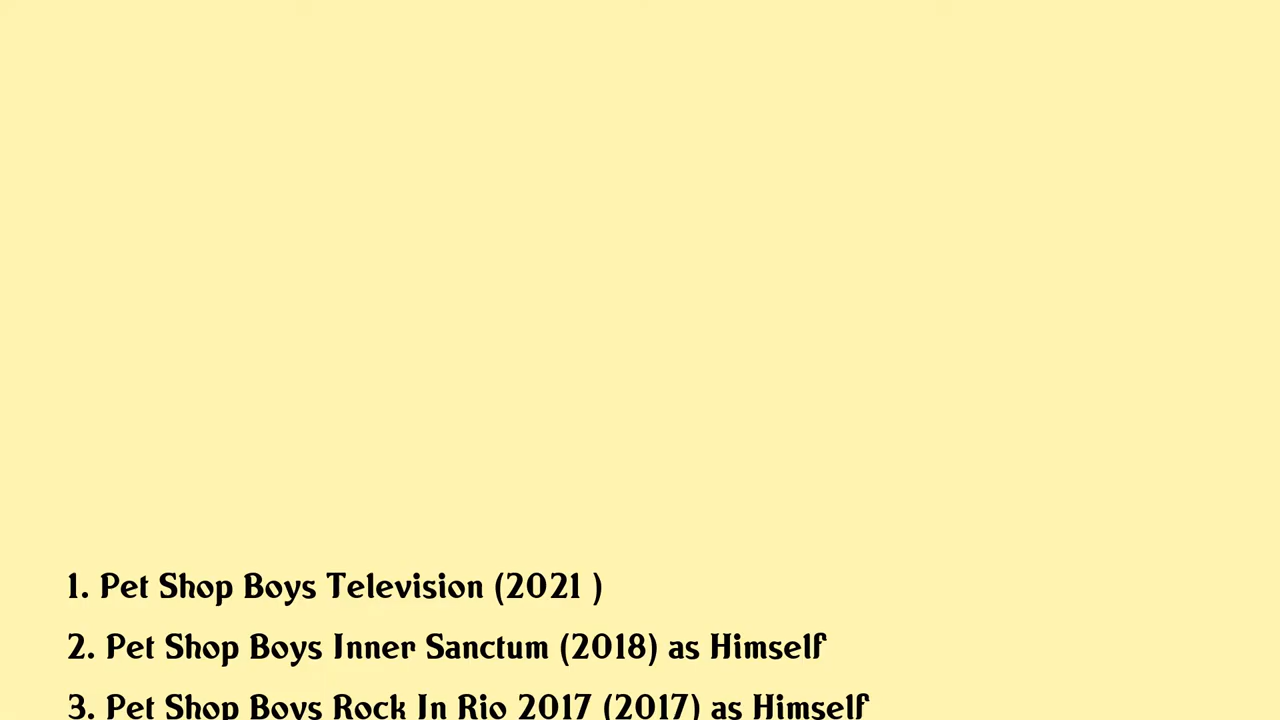 1. Pet Shop Boys Television (2021 )
2. Pet Shop Boys Inner Sanctum (2018) as Himself
3. Pet Shop Boys Rock In Rio 2017 (2017) as Himself